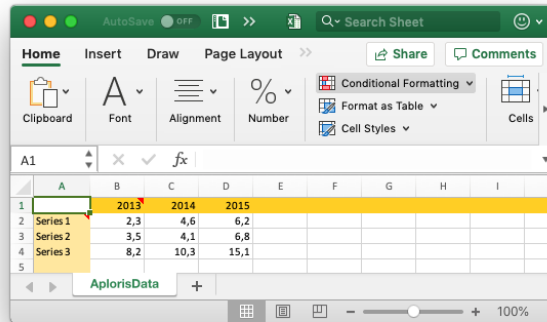 AutoSave OFF Search Sheet
Home Insert Draw Page Layout Share Comments
Clipboard Font Alignment Number Conditional Formatting Format as Table Cell Styles Cells
A1 fx
A B C D E F G H I
1 2013 2014 2015
2 Series 1 2,3 4,6 6,2
3 Series 2 3,5 4,1 6,8
4 Series 3 8,2 10,3 15,1
5
AplorisData +
100%